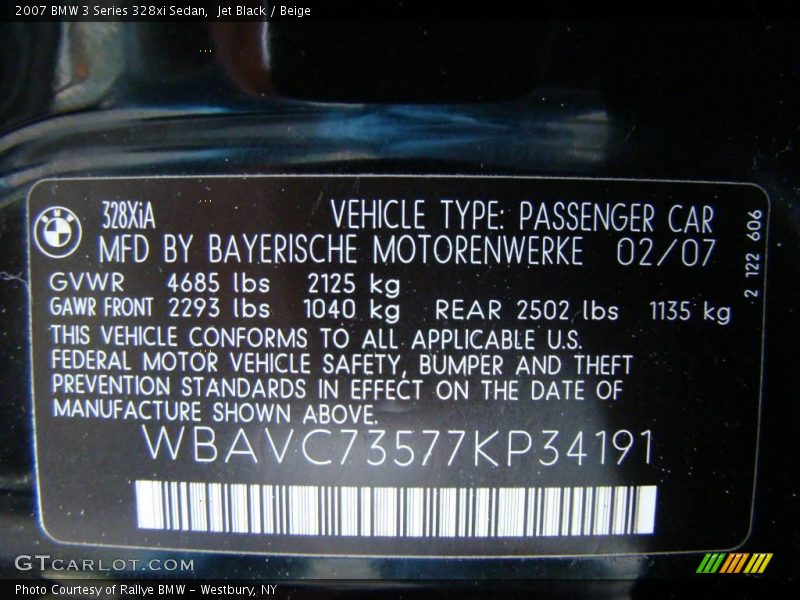 2007 BMW 3 Series 328xi Sedan, Jet Black / Beige
BMW
328XiA
VEHICLE TYPE: PASSENGER CAR
MFD BY BAYERISCHE MOTORENWERKE 02/07
GVWR 4685 lbs 2125 kg
GAWR FRONT 2293 lbs 1040 kg REAR 2502 lbs 1135 kg
THIS VEHICLE CONFORMS TO ALL APPLICABLE U.S.
FEDERAL MOTOR VEHICLE SAFETY, BUMPER AND THEFT
PREVENTION STANDARDS IN EFFECT ON THE DATE OF
MANUFACTURE SHOWN ABOVE.
WBAVC73577KP34191
2 122 606
GTCARLOT.COM
Photo Courtesy of Rallye BMW - Westbury, NY